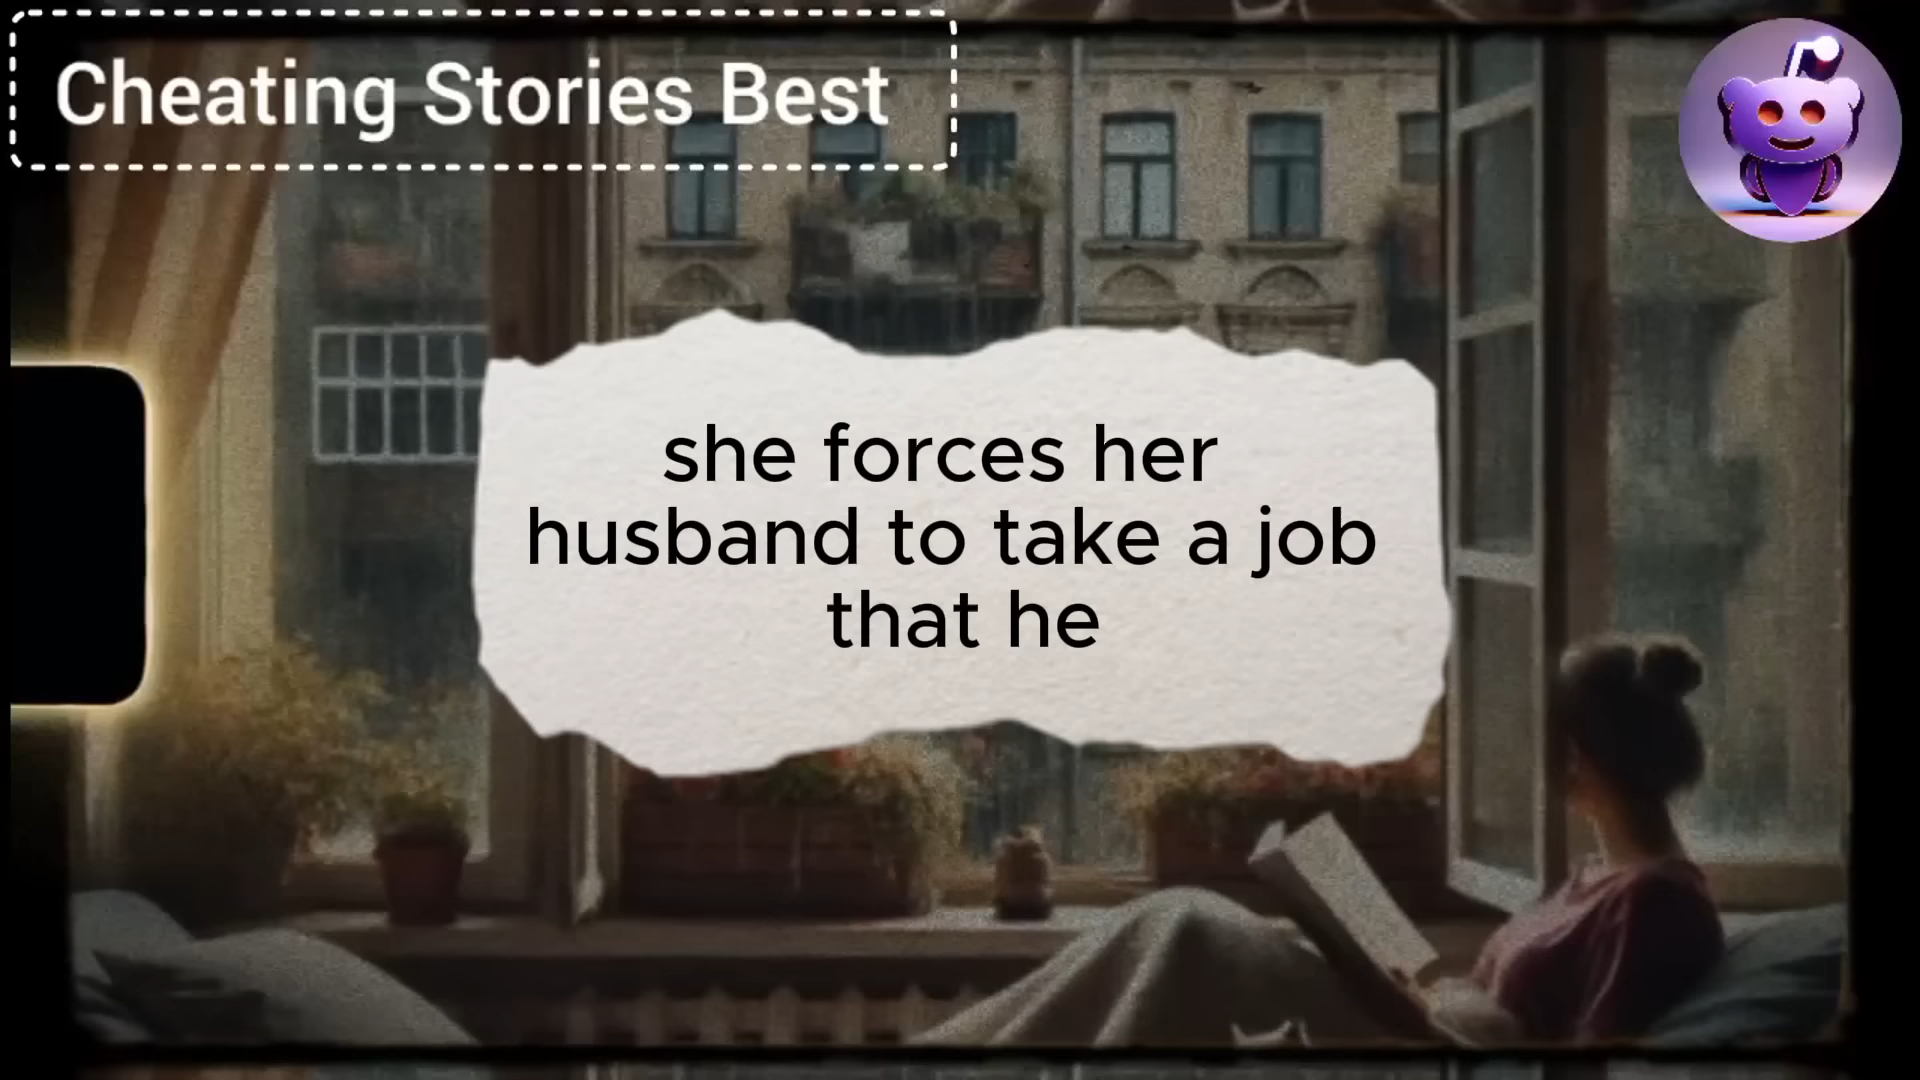 Cheating Stories Best
she forces her
husband to take a job
that he